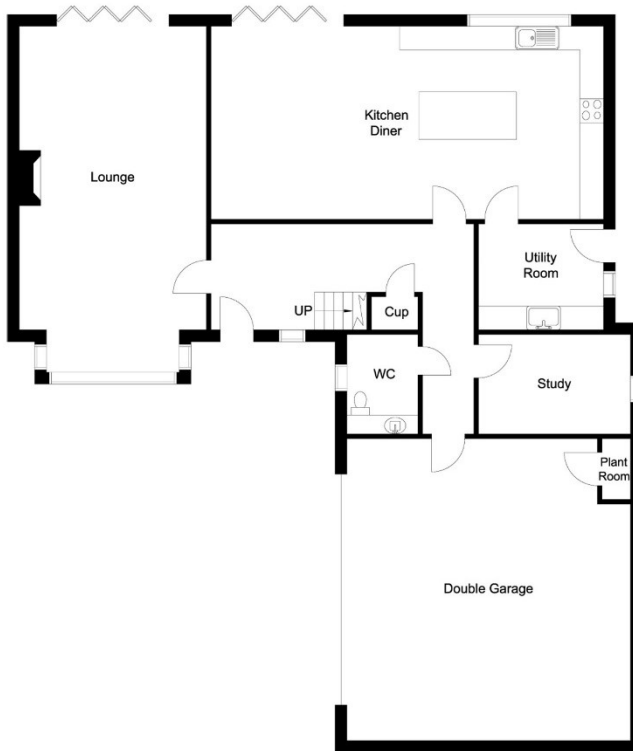 Kitchen
Diner
Lounge
Utility
Room
UP
Cup
WC
Study
Plant
Room
Double Garage